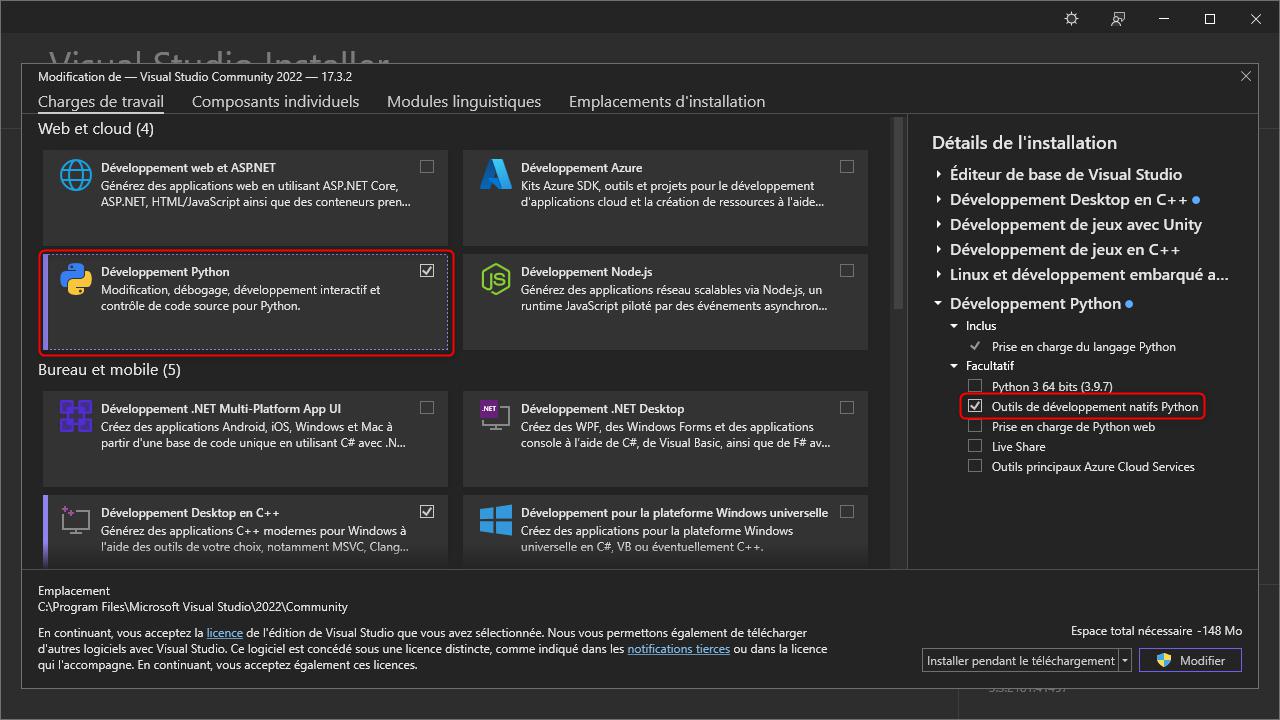 Visual Studio Installer
Modification de — Visual Studio Community 2022 — 17.3.2
Charges de travail
Composants individuels
Modules linguistiques
Emplacements d'installation
Web et cloud (4)
Développement web et ASP.NET
Générez des applications web en utilisant ASP.NET Core,
ASP.NET, HTML/JavaScript ainsi que des conteneurs pren...
Développement Azure
Kits Azure SDK, outils et projets pour le développement
d'applications cloud et la création de ressources à l'aide...
Développement Python
Modification, débogage, développement interactif et
contrôle de code source pour Python.
JS
Développement Node.js
Générez des applications réseau scalables via Node.js, un
runtime JavaScript piloté par des événements asynchron...
Bureau et mobile (5)
Développement .NET Multi-Platform App UI
Créez des applications Android, iOS, Windows et Mac à
partir d'une base de code unique en utilisant C# avec .N...
.NET
Développement .NET Desktop
Créez des WPF, des Windows Forms et des applications
console à l'aide de C#, de Visual Basic, ainsi que de F# av...
Développement Desktop en C++
Générez des applications C++ modernes pour Windows à
l'aide des outils de votre choix, notamment MSVC, Clang...
Développement pour la plateforme Windows universelle
Créez des applications pour la plateforme Windows
universelle en C#, VB ou éventuellement C++.
Détails de l'installation
Éditeur de base de Visual Studio
Développement Desktop en C++
Développement de jeux avec Unity
Développement de jeux en C++
Linux et développement embarqué a...
Développement Python
Inclus
Prise en charge du langage Python
Facultatif
Python 3 64 bits (3.9.7)
Outils de développement natifs Python
Prise en charge de Python web
Live Share
Outils principaux Azure Cloud Services
Emplacement
C:\Program Files\Microsoft Visual Studio\2022\Community
En continuant, vous acceptez la licence de l'édition de Visual Studio que vous avez sélectionnée. Nous vous permettons également de télécharger
d'autres logiciels avec Visual Studio. Ce logiciel est concédé sous une licence distincte, comme indiqué dans les notifications tierces ou dans la licence
qui l'accompagne. En continuant, vous acceptez également ces licences.
Espace total nécessaire -148 Mo
Installer pendant le téléchargement
Modifier